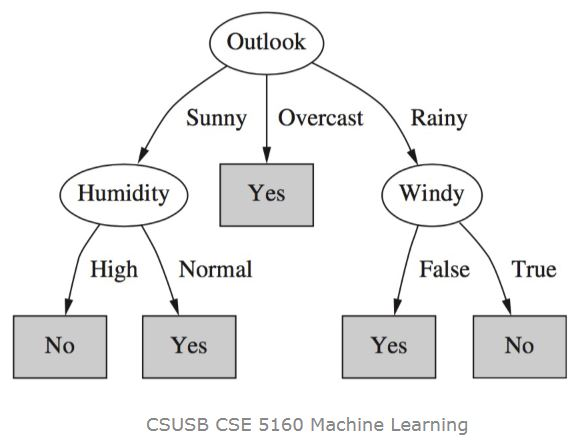 Outlook
Sunny Overcast Rainy
Humidity Yes Windy
High Normal False True
No Yes Yes No
CSUSB CSE 5160 Machine Learning